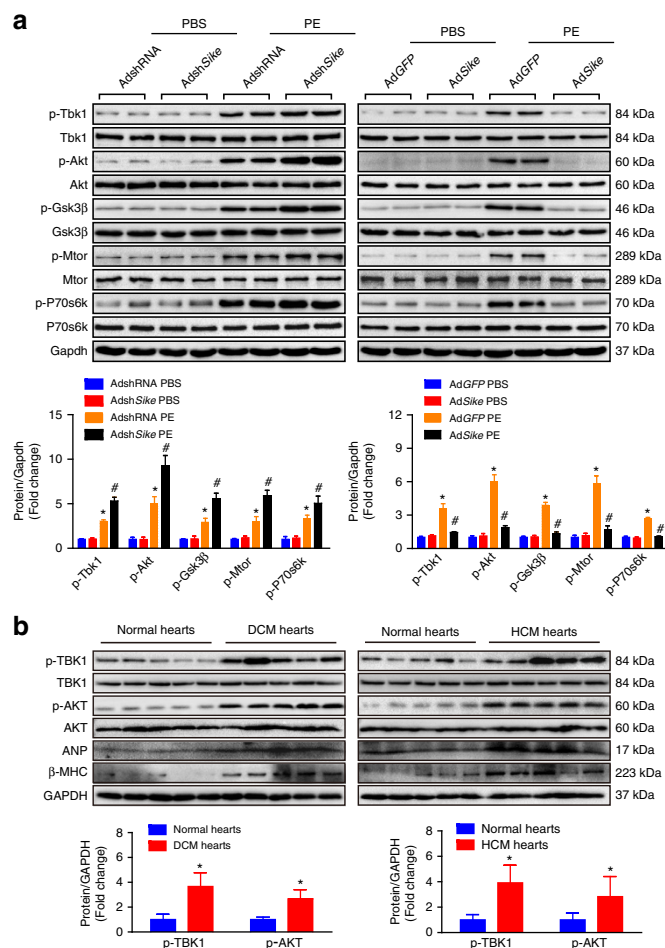 a
PBS
PE
PBS
PE
AdshRNA
AdshSike
AdshRNA
AdshSike
AdGFP
AdSike
AdGFP
AdSike
p-Tbk1
84 kDa
Tbk1
84 kDa
p-Akt
60 kDa
Akt
60 kDa
p-Gsk3β
46 kDa
Gsk3β
46 kDa
p-Mtor
289 kDa
Mtor
289 kDa
p-P70s6k
70 kDa
P70s6k
70 kDa
Gapdh
37 kDa
AdshRNA PBS
AdshSike PBS
AdshRNA PE
AdshSike PE
Protein/Gapdh
(Fold change)
15
10
5
0
* # * # * # * # * #
p-Tbk1
p-Akt
p-Gsk3β
p-Mtor
p-P70s6k
AdGFP PBS
AdSike PBS
AdGFP PE
AdSike PE
Protein/Gapdh
(Fold change)
12
9
6
3
0
* # * # * # * # * #
p-Tbk1
p-Akt
p-Gsk3β
p-Mtor
p-P70s6k
b
Normal hearts
DCM hearts
Normal hearts
HCM hearts
p-TBK1
84 kDa
TBK1
84 kDa
p-AKT
60 kDa
AKT
60 kDa
ANP
17 kDa
β-MHC
223 kDa
GAPDH
37 kDa
Normal hearts
DCM hearts
Protein/GAPDH
(Fold change)
8
6
4
2
0
* *
p-TBK1
p-AKT
Normal hearts
HCM hearts
Protein/GAPDH
(Fold change)
8
6
4
2
0
* *
p-TBK1
p-AKT